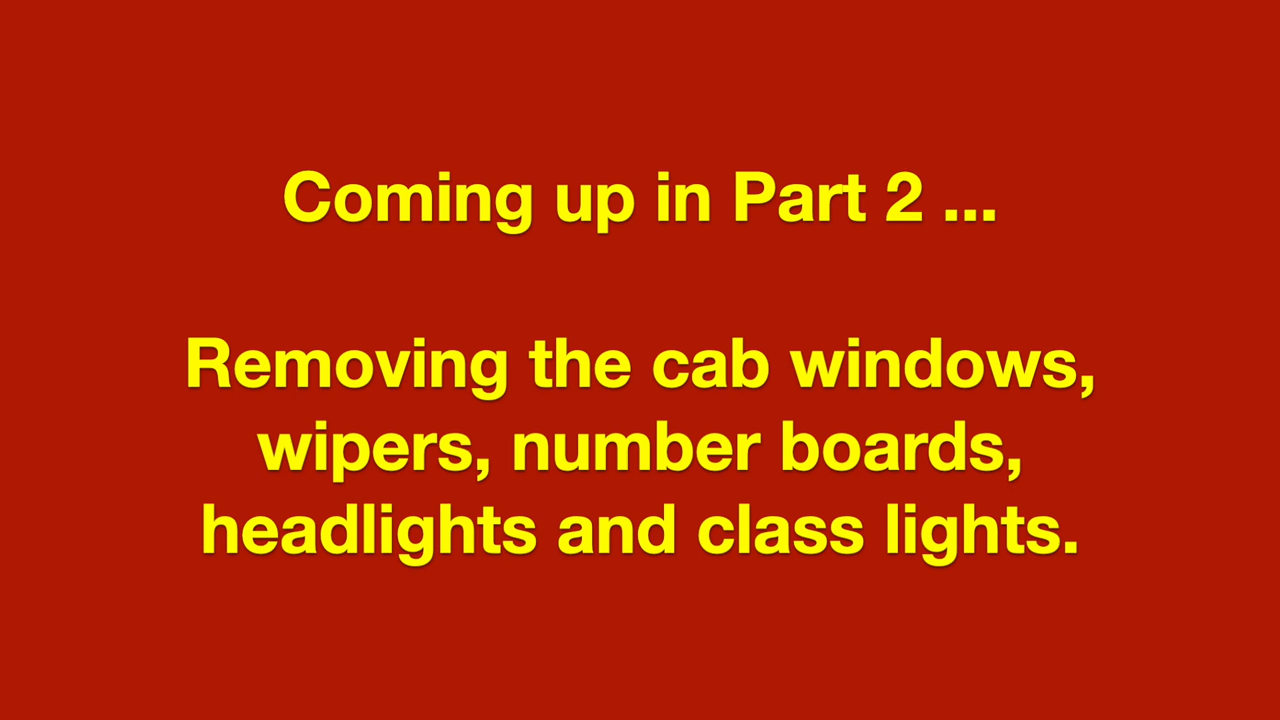 Coming up in Part 2 ...
Removing the cab windows,
wipers, number boards,
headlights and class lights.